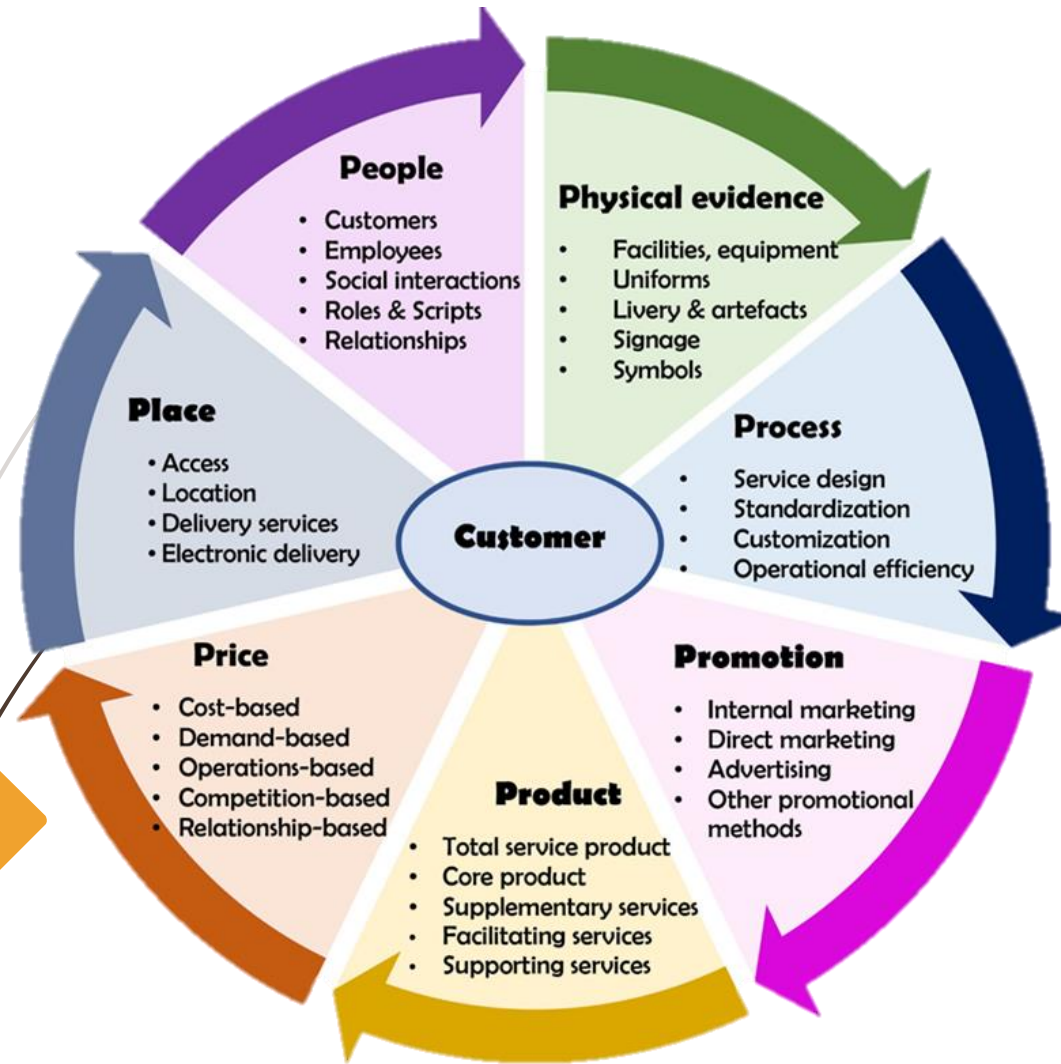 People
• Customers
• Employees
• Social interactions
• Roles & Scripts
• Relationships
Physical evidence
• Facilities, equipment
• Uniforms
• Livery & artefacts
• Signage
• Symbols
Process
• Service design
• Standardization
• Customization
• Operational efficiency
Promotion
• Internal marketing
• Direct marketing
• Advertising
• Other promotional
methods
Product
• Total service product
• Core product
• Supplementary services
• Facilitating services
• Supporting services
Price
• Cost-based
• Demand-based
• Operations-based
• Competition-based
• Relationship-based
Place
• Access
• Location
• Delivery services
• Electronic delivery
Customer